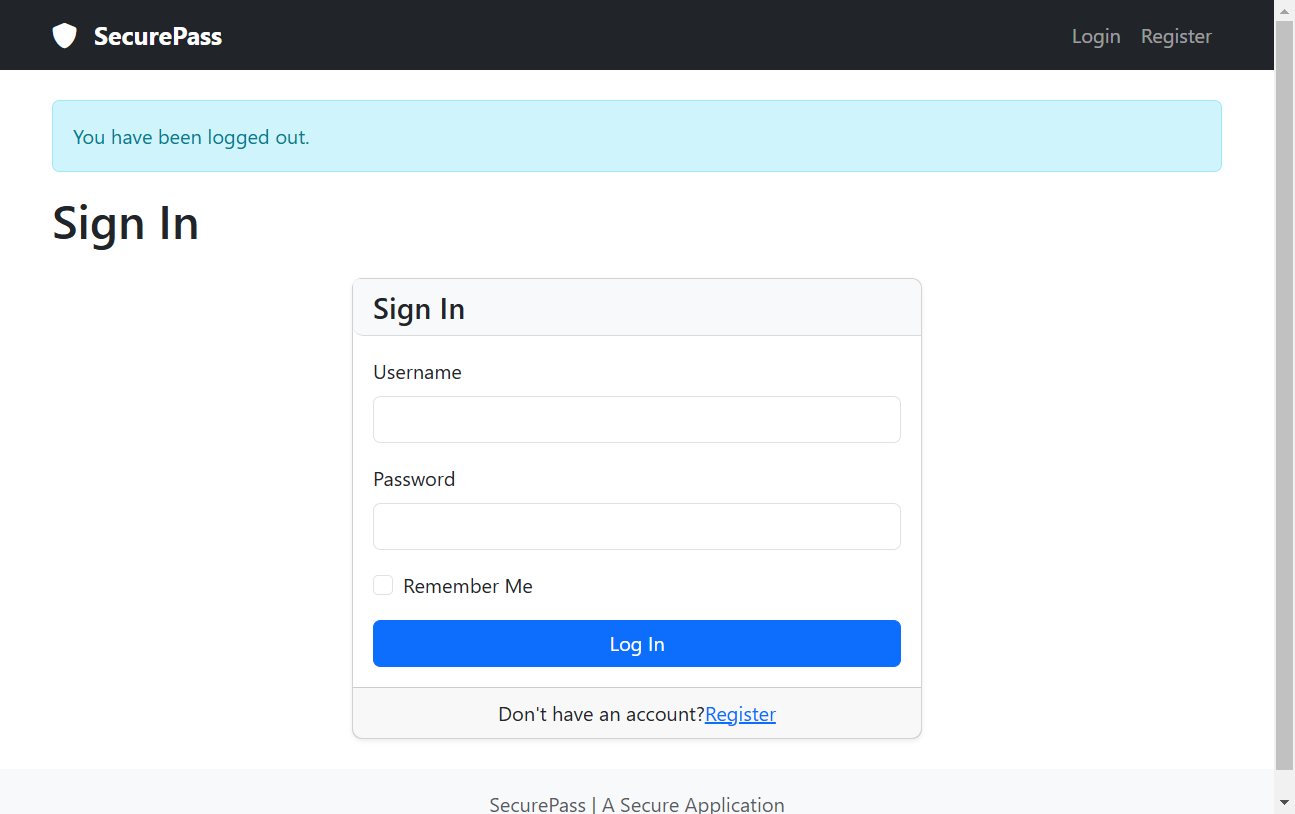 SecurePass
Login Register
You have been logged out.
Sign In
Sign In
Username
Password
Remember Me
Log In
Don't have an account?Register
SecurePass | A Secure Application